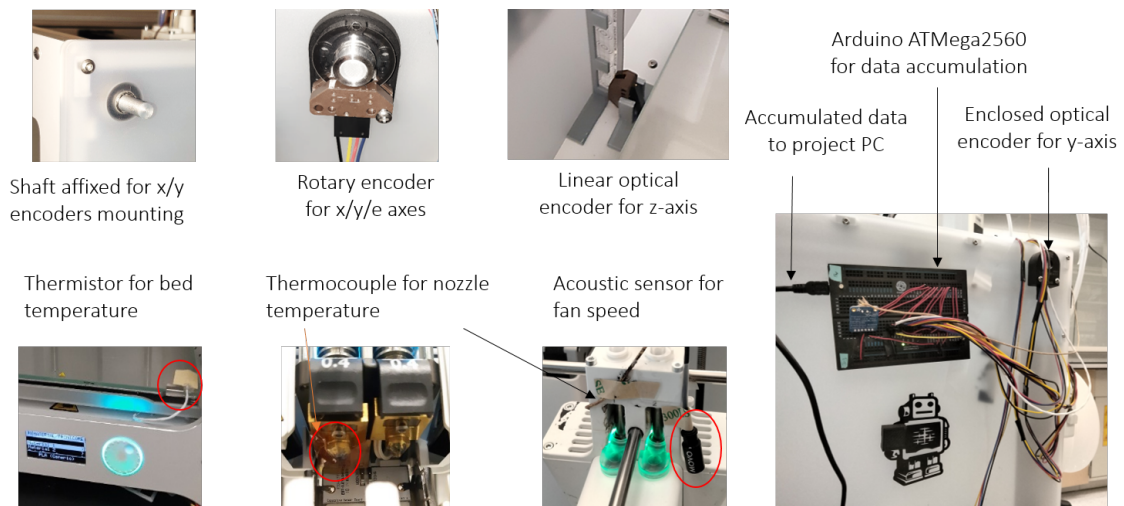 Arduino ATMega2560
for data accumulation
Accumulated data
to project PC
Enclosed optical
encoder for y-axis
Shaft affixed for x/y
encoders mounting
Rotary encoder
for x/y/e axes
Linear optical
encoder for z-axis
Thermistor for bed
temperature
Thermocouple for nozzle
temperature
Acoustic sensor for
fan speed
0.4